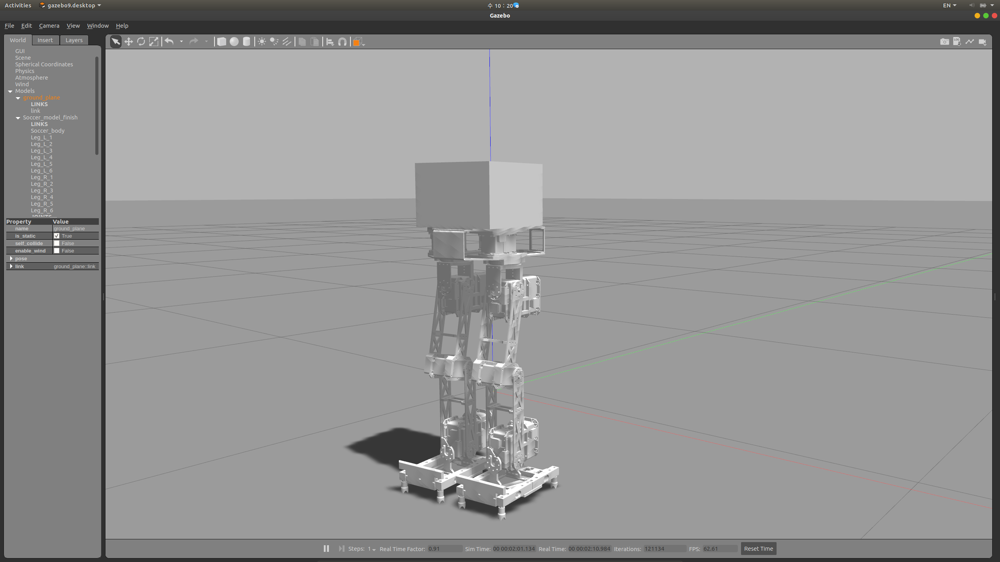 Activities gazebo9.desktop 수 10 : 20 EN
Gazebo
File Edit Camera View Window Help
World Insert Layers
GUI
Scene
Spherical Coordinates
Physics
Atmosphere
Wind
Models
ground_plane
LINKS
link
Soccer_model_finish
LINKS
Soccer_body
Leg_L_1
Leg_L_2
Leg_L_3
Leg_L_4
Leg_L_5
Leg_L_6
Leg_R_1
Leg_R_2
Leg_R_3
Leg_R_4
Leg_R_5
Leg_R_6
JOINTS
Property Value
name ground_plane
is_static True
self_collide False
enable_wind False
pose
link ground_plane::link
LOG
Steps: 1 Real Time Factor: 0.91 Sim Time: 00 00:02:01.134 Real Time: 00 00:02:10.984 Iterations: 121134 FPS: 62.61 Reset Time